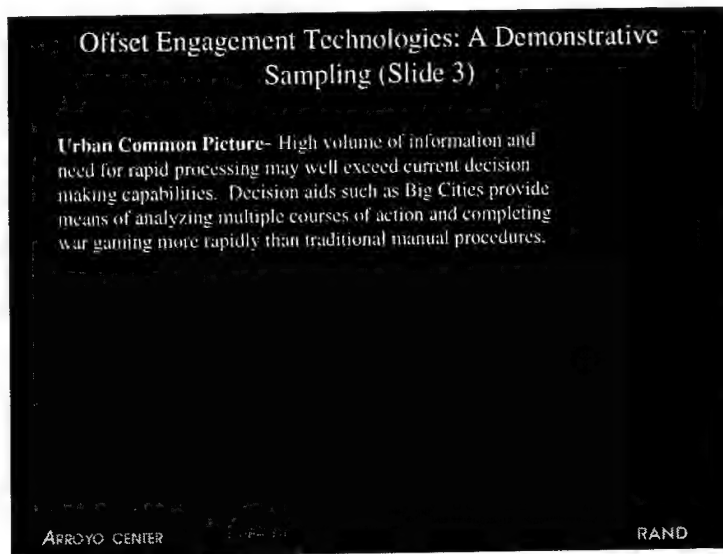 Offset Engagement Technologies: A Demonstrative
Sampling (Slide 3)
Urban Common Picture- High volume of information and
need for rapid processing may well exceed current decision
making capabilities. Decision aids such as Big Cities provide
means of analyzing multiple courses of action and completing
war gaming more rapidly than traditional manual procedures.
ARROYO CENTER
RAND